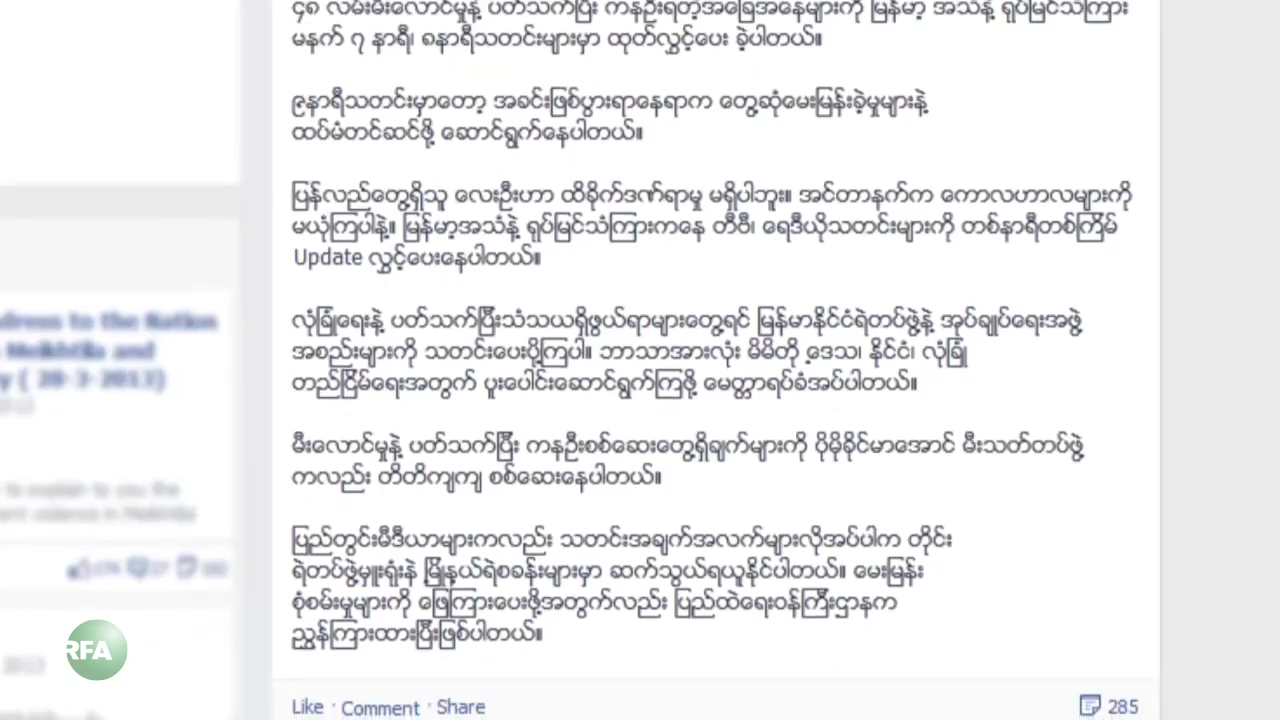 ၄၈ လမ်းမီးလောင်မှုနဲ့ ပတ်သက်ပြီး ကနဦးရတဲ့အခြေအနေများကို မြန်မာ့ အသံနဲ့ ရုပ်မြင်သံကြား
မနက် ၇ နာရီ၊ ၈နာရီသတင်းများမှာ ထုတ်လွှင့်ပေး ခဲ့ပါတယ်။
၉နာရီသတင်းမှာတော့ အခင်းဖြစ်ပွားရာနေရာက တွေ့ဆုံမေးမြန်းခဲ့မှုများနဲ့
ထပ်မံတင်ဆင်ဖို့ ဆောင်ရွက်နေပါတယ်။
ပြန်လည်တွေ့ရှိသူ လေးဦးဟာ ထိခိုက်ဒဏ်ရာမှု မရှိပါဘူး။ အင်တာနက်က ကောလဟာလများကို
မယုံကြပါနဲ့။ မြန်မာ့အသံနဲ့ ရုပ်မြင်သံကြားကနေ တီဗီ၊ ရေဒီယိုသတင်းများကို တစ်နာရီတစ်ကြိမ်
Update လွှင့်ပေးနေပါတယ်။
လုံခြုံရေးနဲ့ ပတ်သက်ပြီးသံသယရှိဖွယ်ရာများတွေ့ရင် မြန်မာနိုင်ငံရဲတပ်ဖွဲ့နဲ့ အုပ်ချုပ်ရေးအဖွဲ့
အစည်းများကို သတင်းပေးပို့ကြပါ။ ဘာသာအားလုံး မိမိတို့ ဒေသ၊ နိုင်ငံ၊ လုံခြုံ
တည်ငြိမ်ရေးအတွက် ပူးပေါင်းဆောင်ရွက်ကြဖို့ မေတ္တာရပ်ခံအပ်ပါတယ်။
မီးလောင်မှုနဲ့ ပတ်သက်ပြီး ကနဦးစစ်ဆေးတွေ့ရှိချက်များကို ပိုမိုခိုင်မာအောင် မီးသတ်တပ်ဖွဲ့
ကလည်း တိတိကျကျ စစ်ဆေးနေပါတယ်။
ပြည်တွင်းမီဒီယာများကလည်း သတင်းအချက်အလက်များလိုအပ်ပါက တိုင်း
ရဲတပ်ဖွဲ့မှူးရုံးနဲ့ မြို့နယ်ရဲစခန်းများမှာ ဆက်သွယ်ရယူနိုင်ပါတယ်။ မေးမြန်း
စုံစမ်းမှုများကို ဖြေကြားပေးဖို့အတွက်လည်း ပြည်ထဲရေးဝန်ကြီးဌာနက
ညွှန်ကြားထားပြီးဖြစ်ပါတယ်။
Like · Comment · Share 285
dress to the Nation
Meikhtila and
( 28-3-2013)
to explain to you the
violence in Meikhtila
RFA
2013